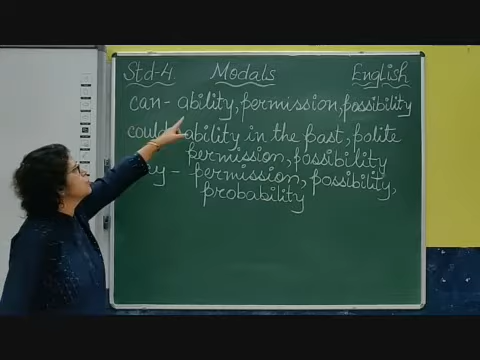 Std-4 Modals English
can - ability, permission, possibility
could - ability in the past, polite
permission, possibility
- permission, possibility,
probability